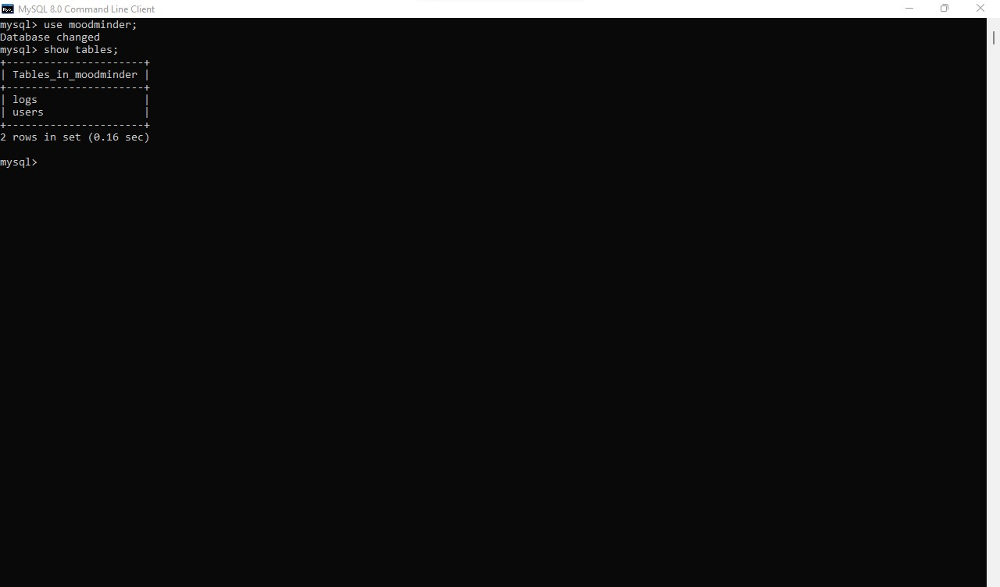 MySQL 8.0 Command Line Client
mysql> use moodminder;
Database changed
mysql> show tables;
+----------------------+
| Tables_in_moodminder |
+----------------------+
| logs                 |
| users                |
+----------------------+
2 rows in set (0.16 sec)
mysql>